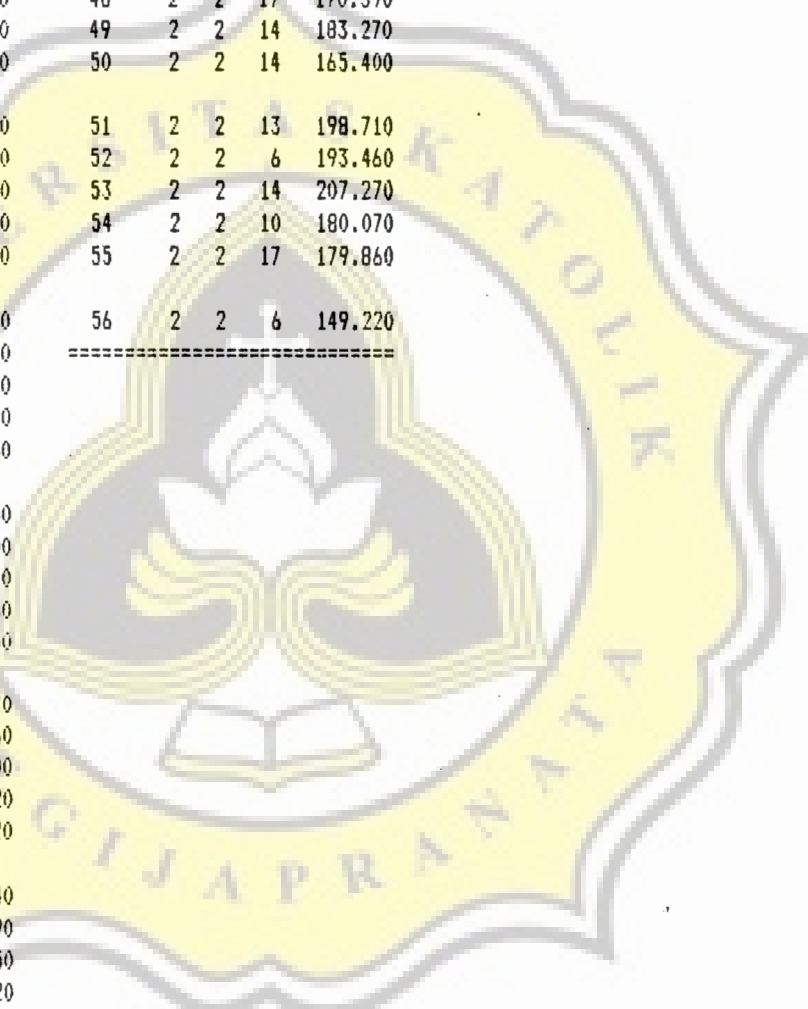 49 2 2 14 183.270
50 2 2 14 165.400
51 2 2 13 198.710
52 2 2 6 193.460
53 2 2 14 207.270
54 2 2 10 180.070
55 2 2 17 179.860
56 2 2 6 149.220
===========================
KATOLIK
GIJAPRANATA